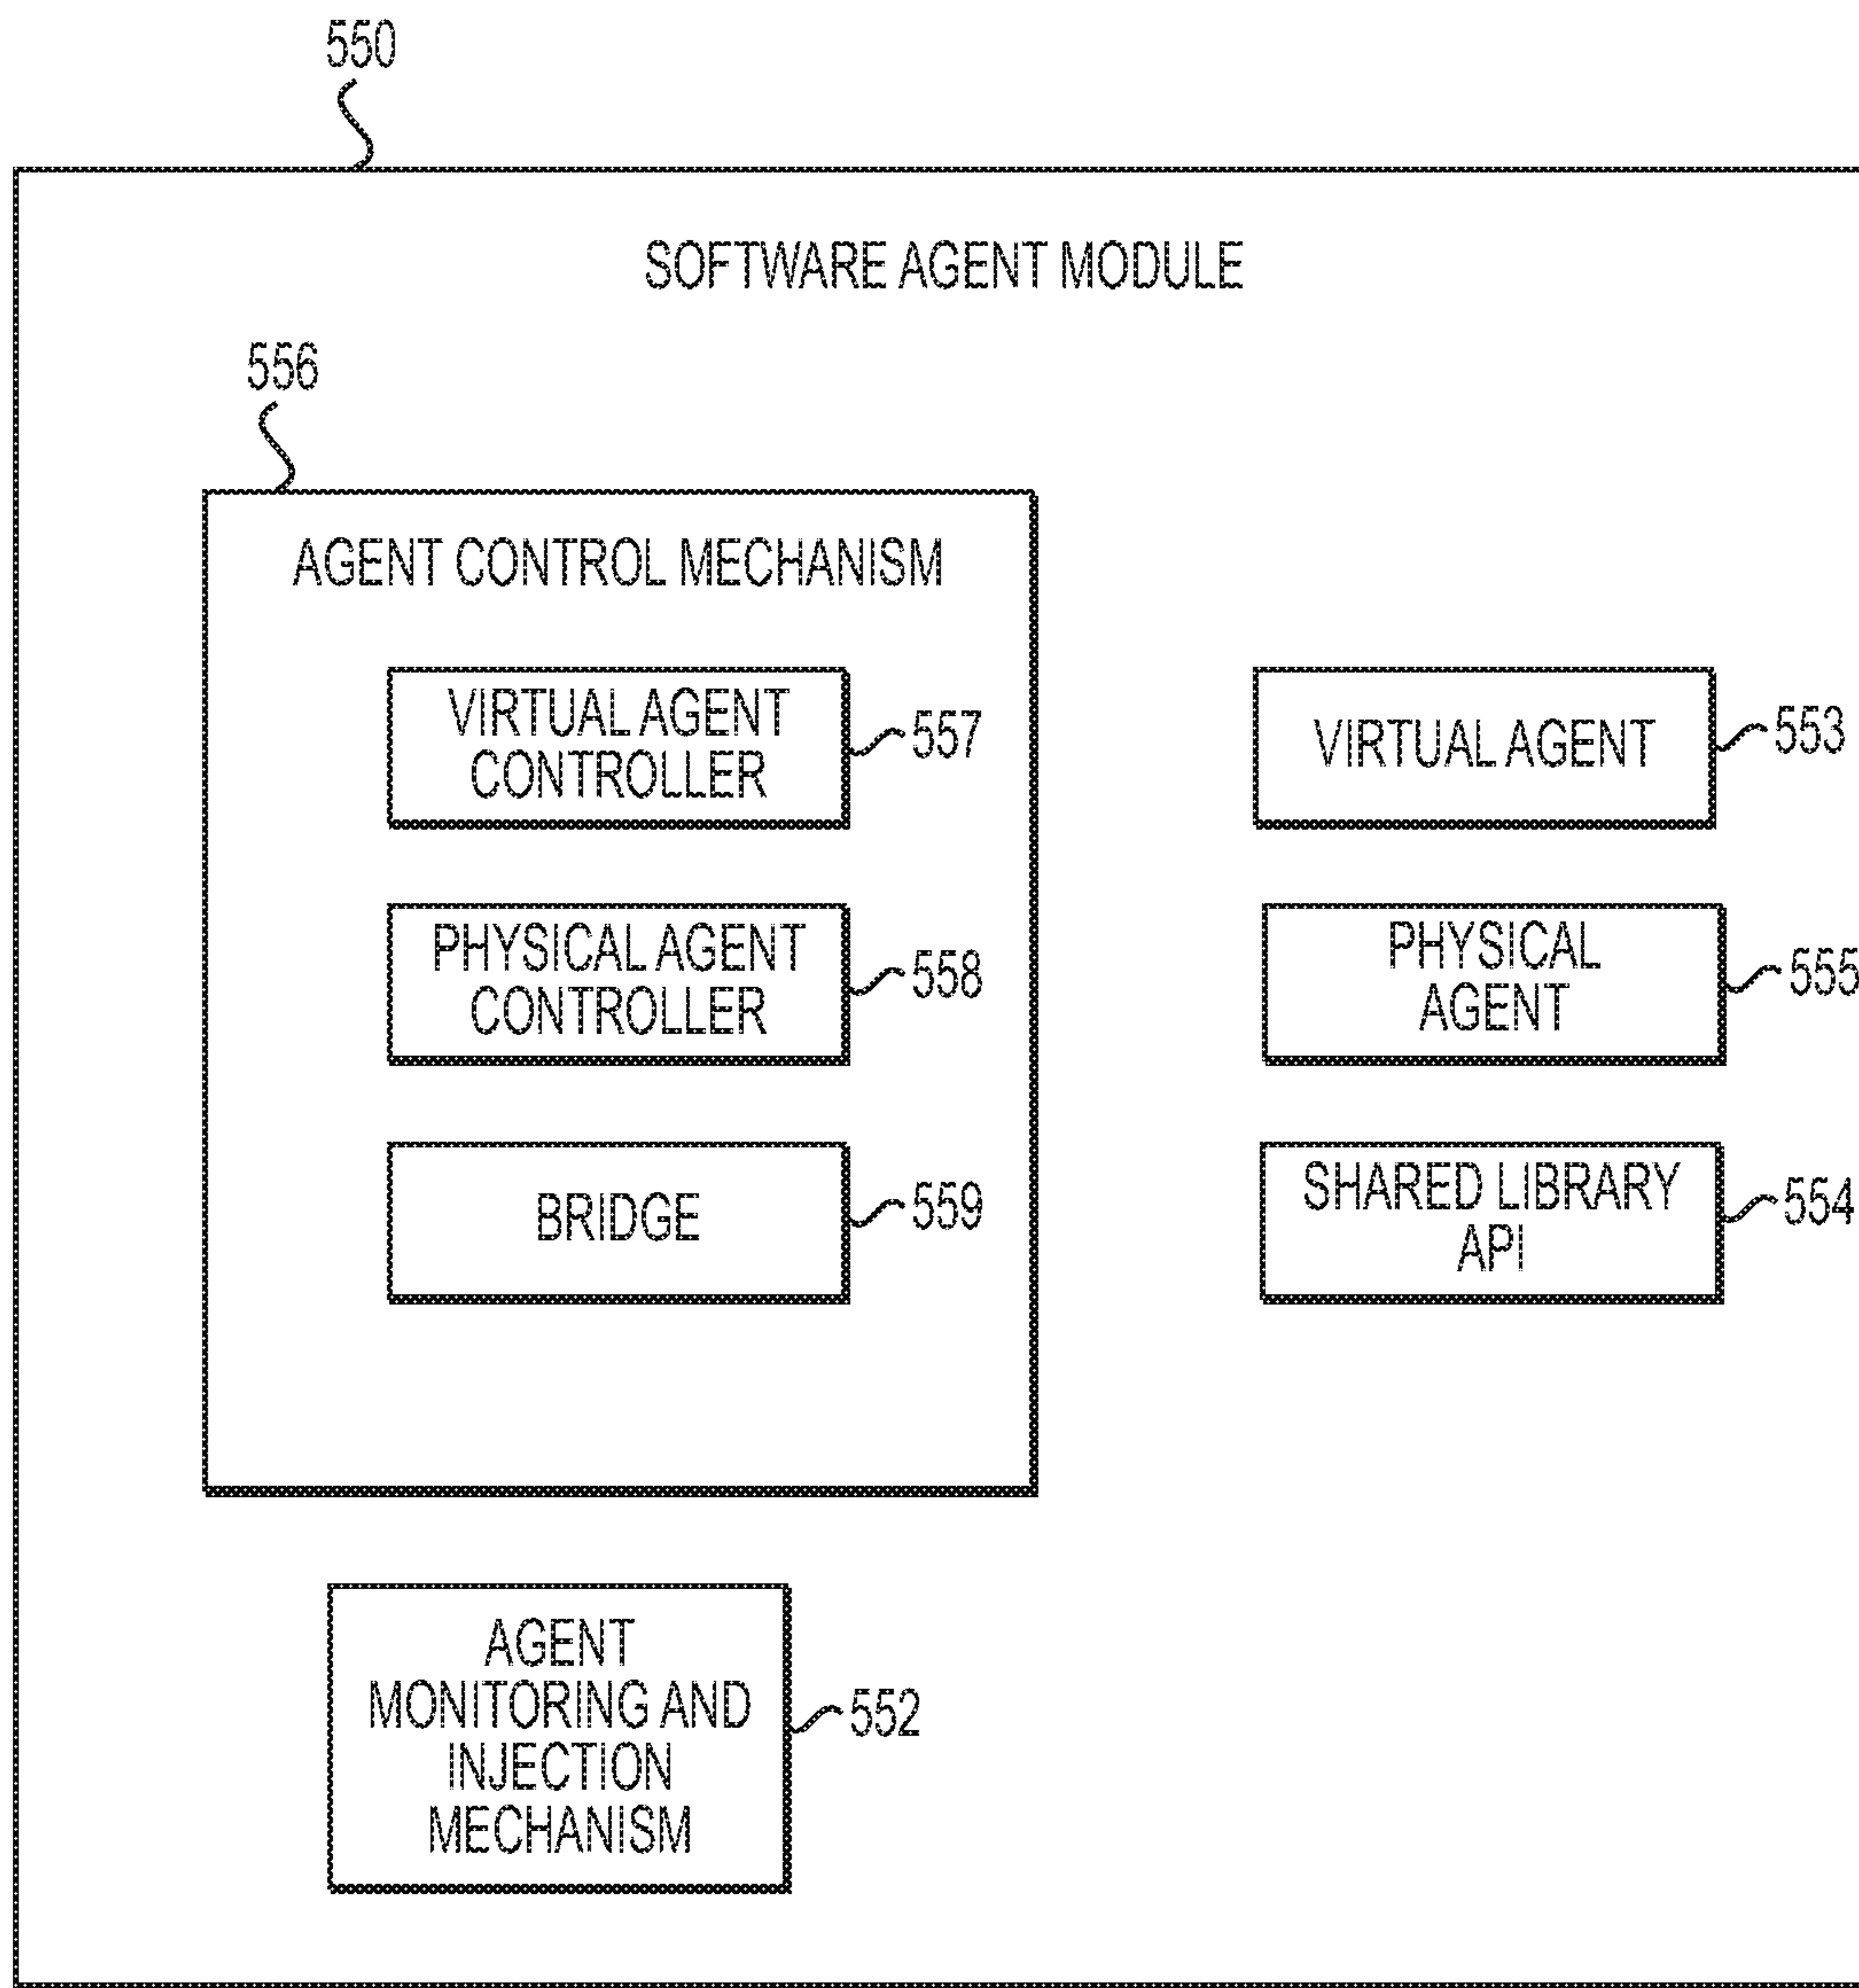 550
SOFTWARE AGENT MODULE
556
AGENT CONTROL MECHANISM
VIRTUAL AGENT
CONTROLLER
557
VIRTUAL AGENT
553
PHYSICAL AGENT
CONTROLLER
558
PHYSICAL
AGENT
555
BRIDGE
559
SHARED LIBRARY
API
554
AGENT
MONITORING AND
INJECTION
MECHANISM
552